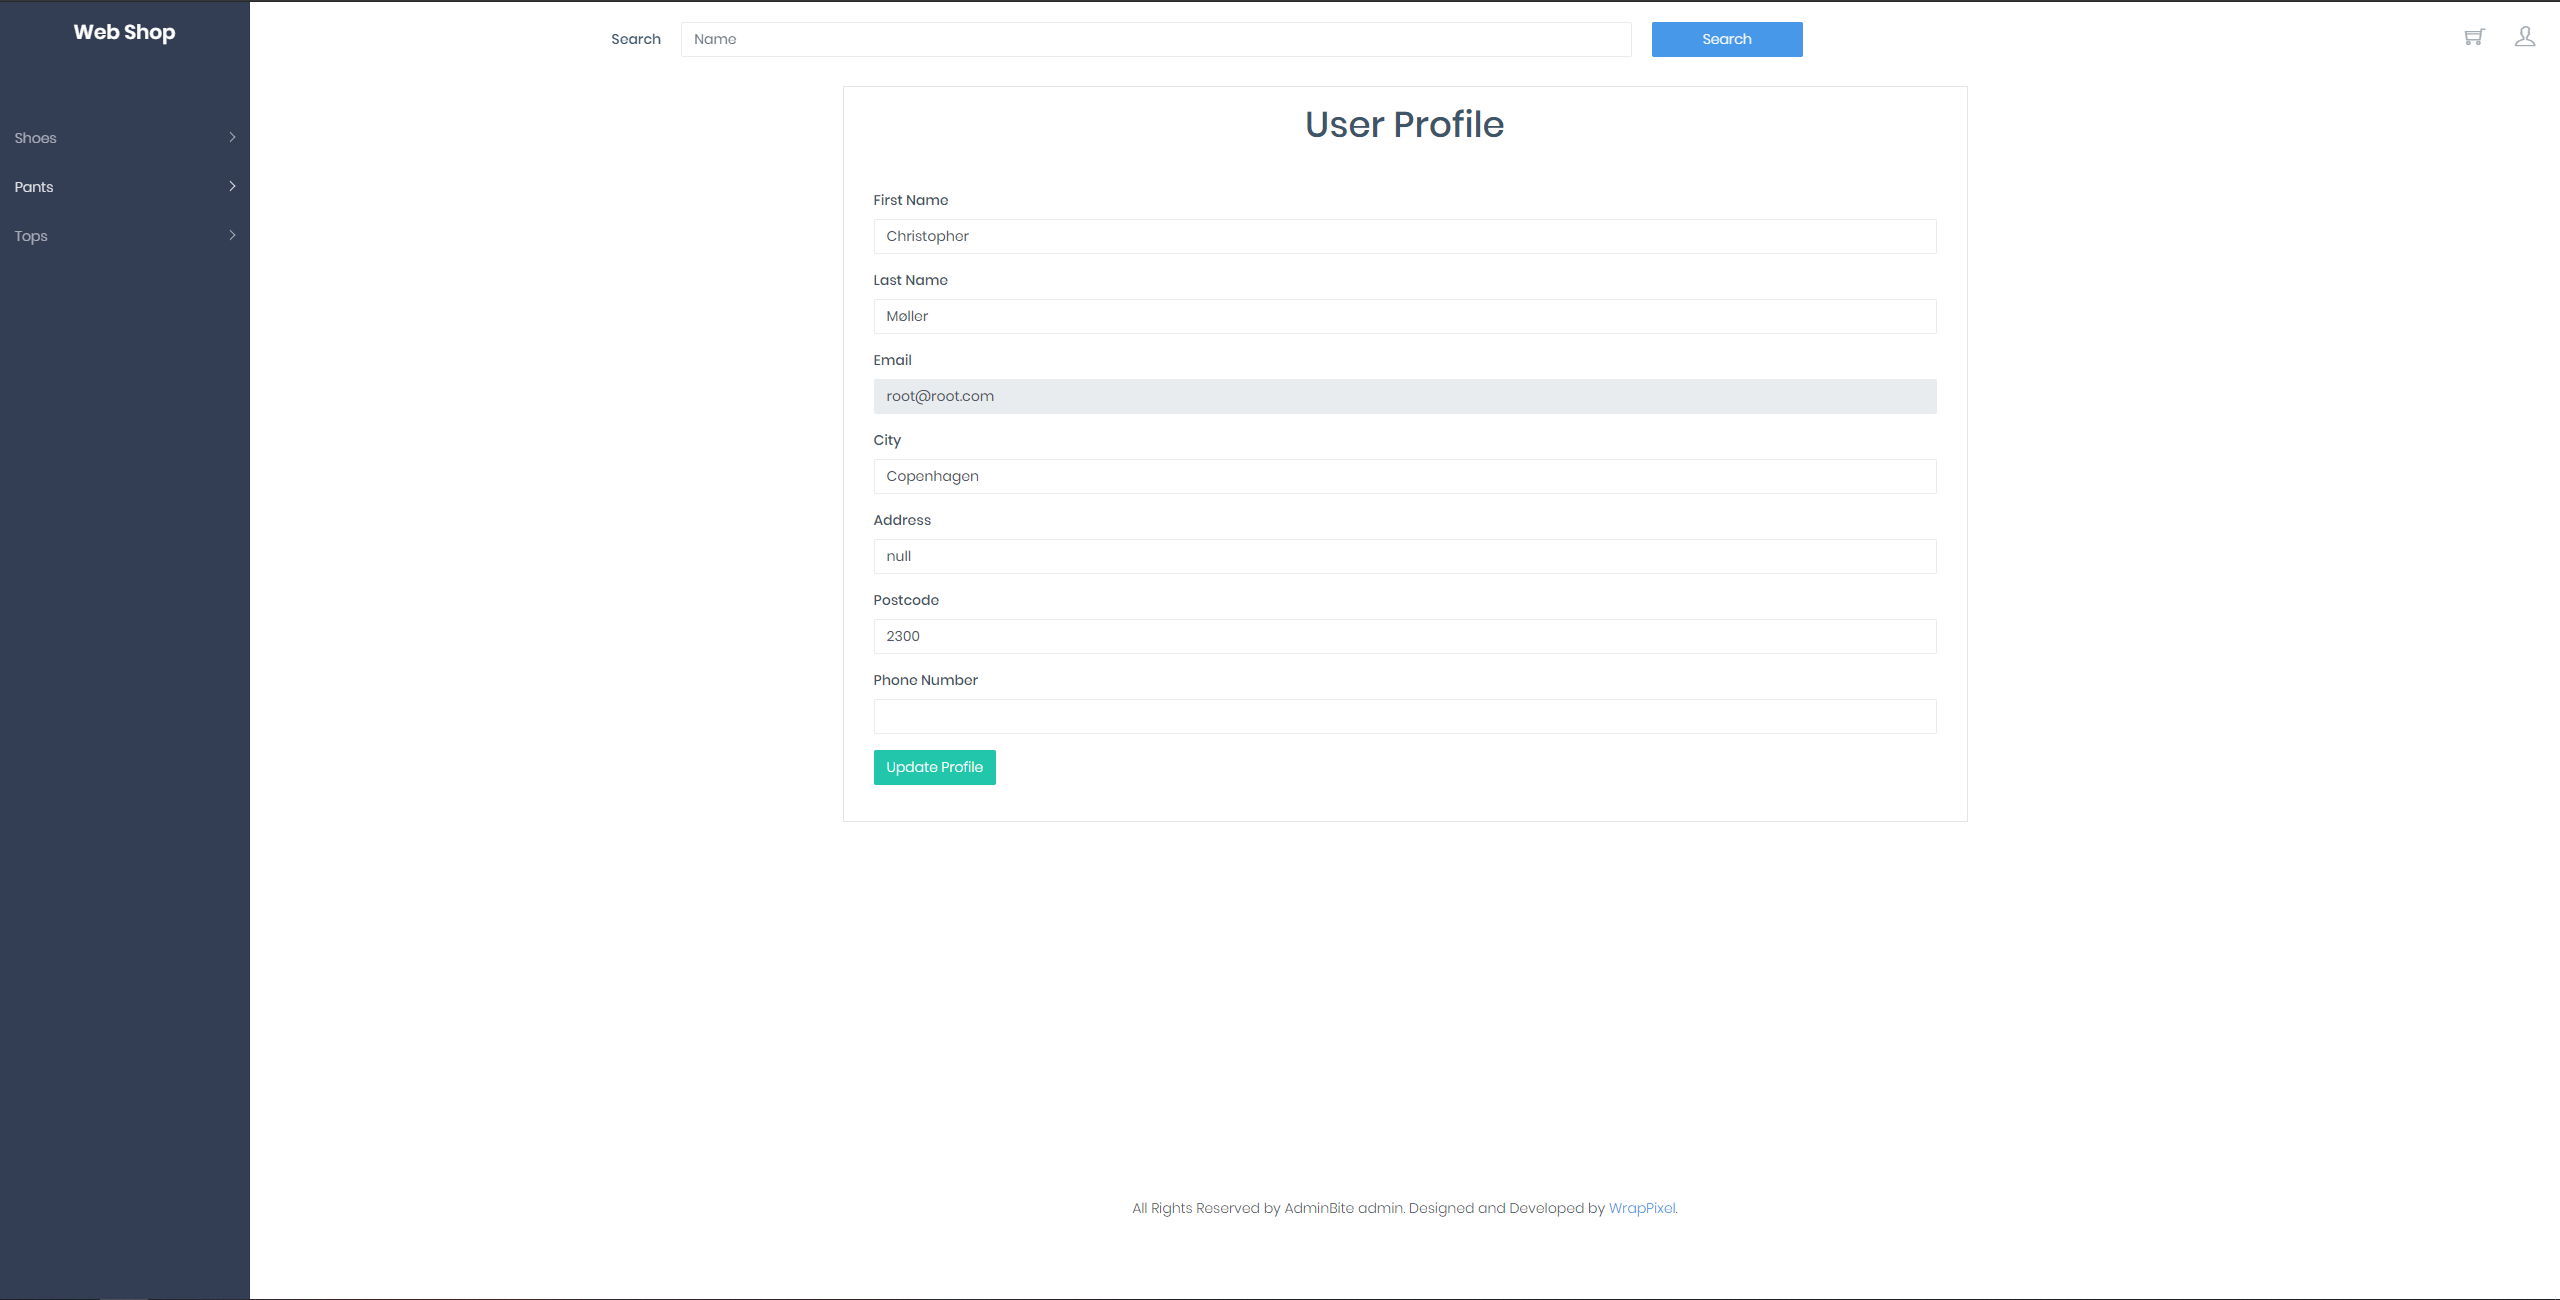 Web Shop
Search
Name
Search
Shoes
Pants
Tops
User Profile
First Name
Christopher
Last Name
Møller
Email
root@root.com
City
Copenhagen
Address
null
Postcode
2300
Phone Number
Update Profile
All Rights Reserved by AdminBite admin. Designed and Developed by WrapPixel.